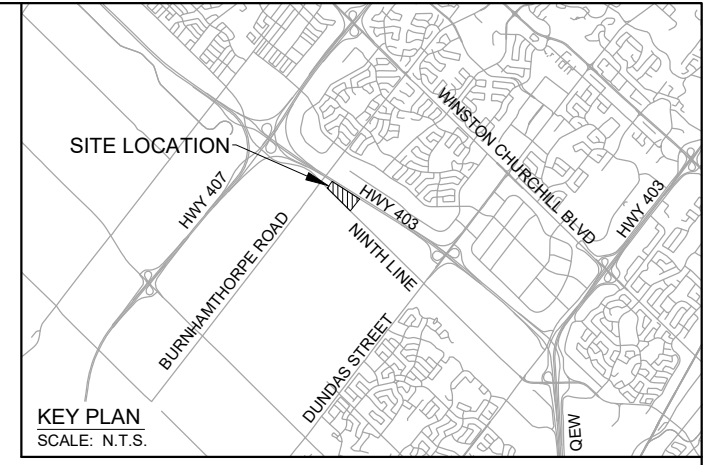 WINSTON CHURCHILL BLVD
SITE LOCATION
HWY 407
HWY 403
HWY 403
BURNHAMTHORPE ROAD
NINTH LINE
DUNDAS STREET
QEW
KEY PLAN
SCALE: N.T.S.